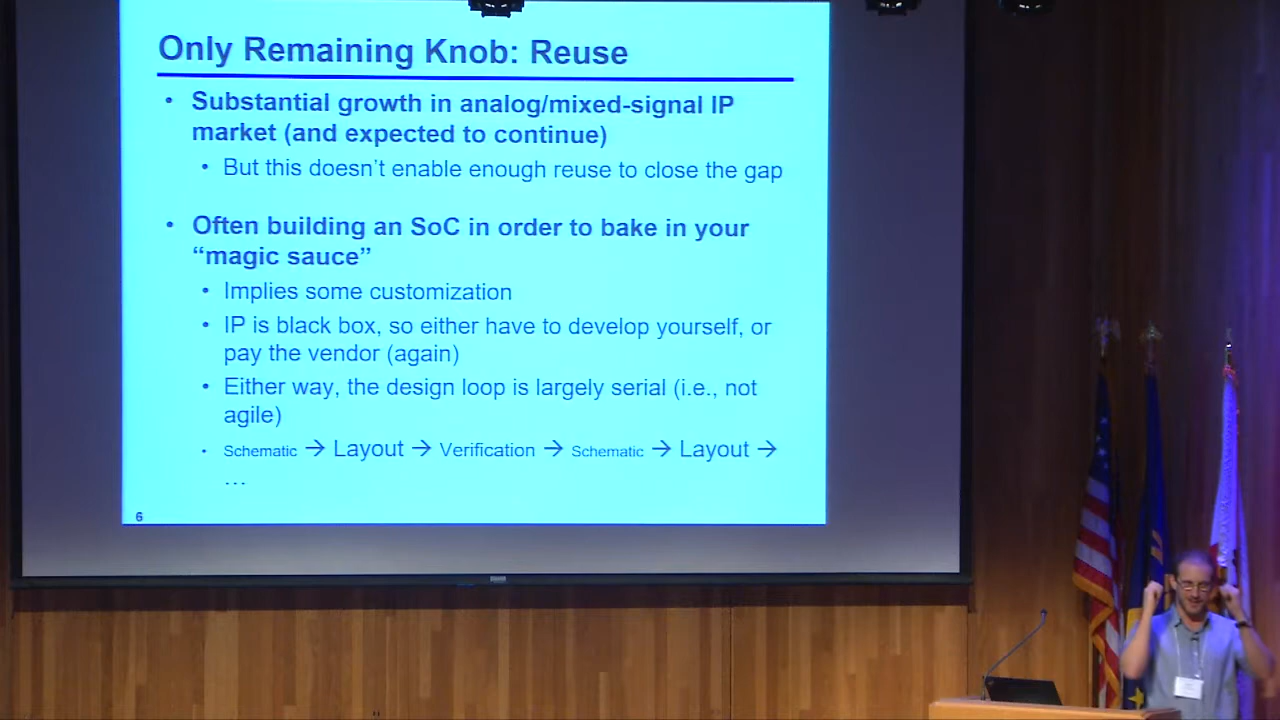 Only Remaining Knob: Reuse
• Substantial growth in analog/mixed-signal IP
market (and expected to continue)
• But this doesn’t enable enough reuse to close the gap
• Often building an SoC in order to bake in your
“magic sauce”
• Implies some customization
• IP is black box, so either have to develop yourself, or
pay the vendor (again)
• Either way, the design loop is largely serial (i.e., not
agile)
• Schematic → Layout → Verification → Schematic → Layout →
…
6